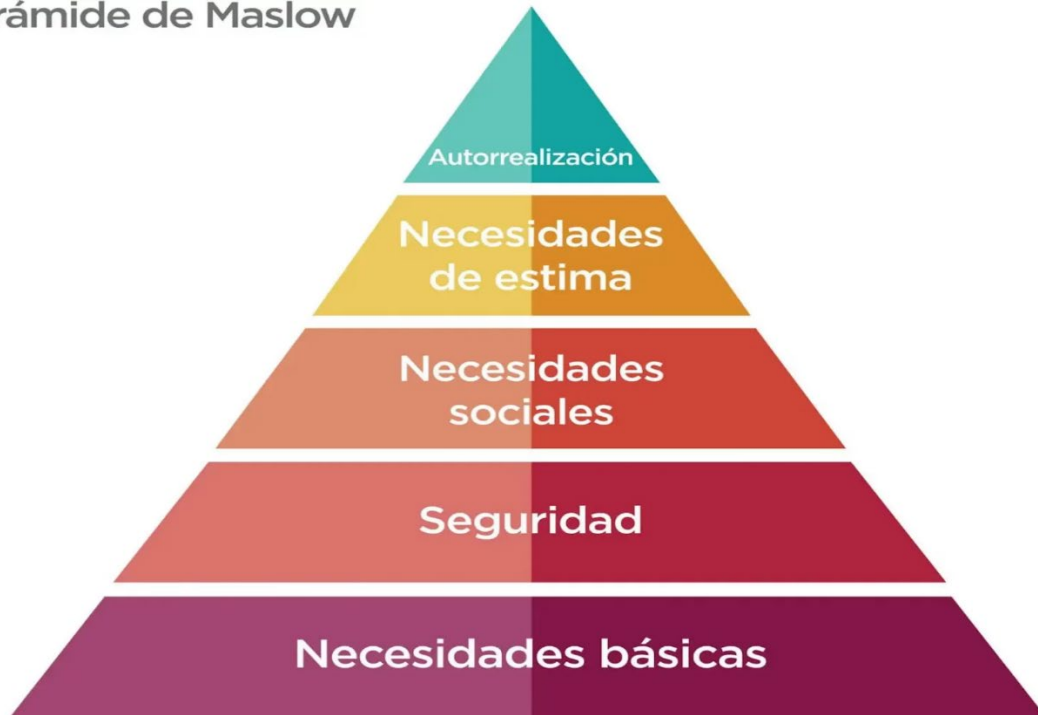 rámide de Maslow
Autorrealización
Necesidades
de estima
Necesidades
sociales
Seguridad
Necesidades básicas